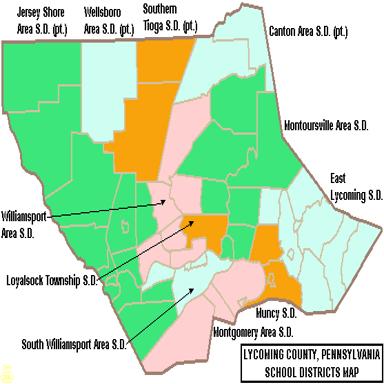 Jersey Shore
Area S.D. (pt.)
Wellsboro
Area S.D. (pt.)
Southern
Tioga S.D. (pt.)
Canton Area S.D. (pt.)
Montoursville Area S.D.
East
Lycoming S.D.
Williamsport
Area S.D.
Loyalsock Township S.D.
South Williamsport Area S.D.
Muncy S.D.
Montgomery Area S.D.
LYCOMING COUNTY, PENNSYLVANIA
SCHOOL DISTRICTS MAP